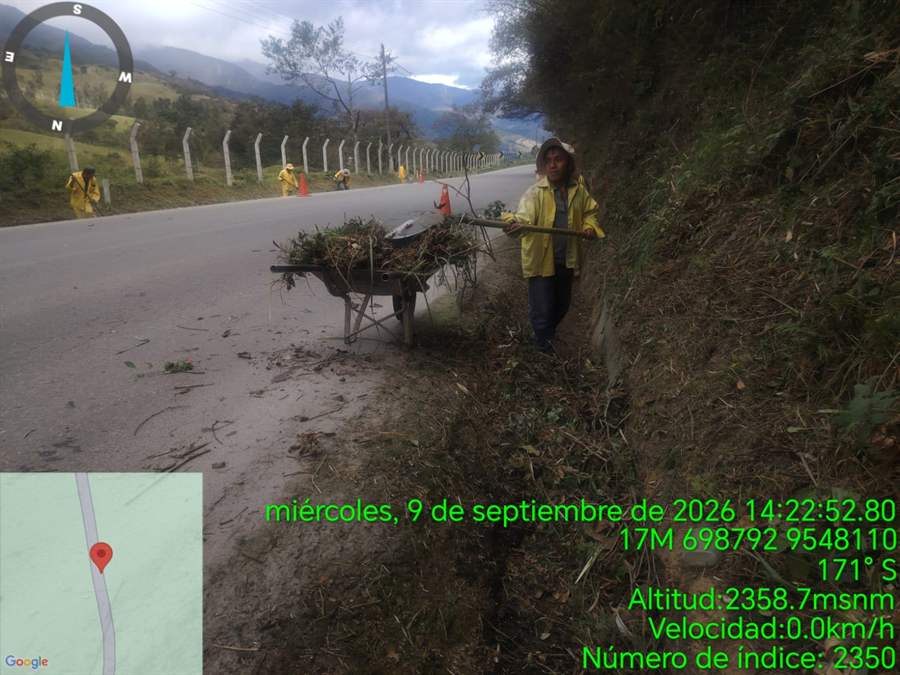 S
E
W
N
miércoles, 9 de septiembre de 2026 14:22:52.80
17M 698792 9548110
171° S
Altitud:2358.7msnm
Velocidad:0.0km/h
Número de índice: 2350
Google